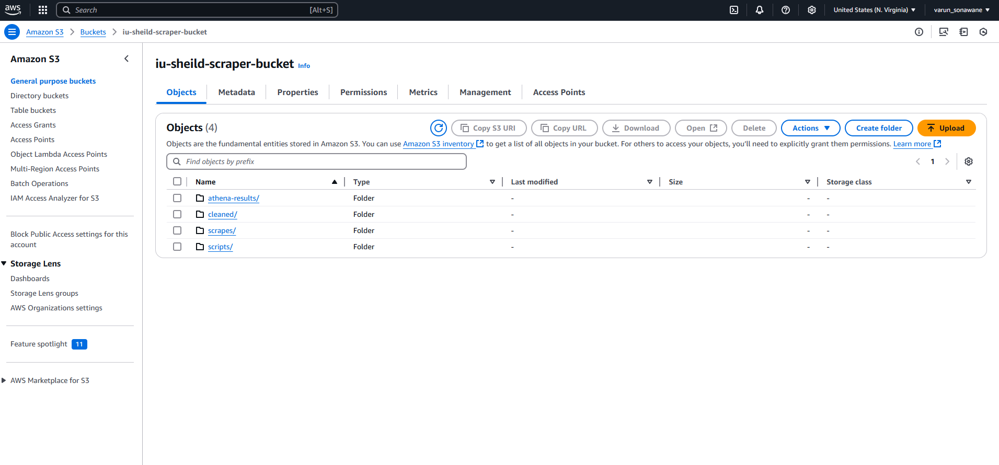 aws
Search [Alt+S]
United States (N. Virginia) varun_sonawane
Amazon S3 Buckets iu-sheild-scraper-bucket
Amazon S3
General purpose buckets
Directory buckets
Table buckets
Access Grants
Access Points
Object Lambda Access Points
Multi-Region Access Points
Batch Operations
IAM Access Analyzer for S3
Block Public Access settings for this
account
Storage Lens
Dashboards
Storage Lens groups
AWS Organizations settings
Feature spotlight 11
AWS Marketplace for S3
iu-sheild-scraper-bucket Info
Objects Metadata Properties Permissions Metrics Management Access Points
Objects (4) Copy S3 URI Copy URL Download Open Delete Actions Create folder Upload
Objects are the fundamental entities stored in Amazon S3. You can use Amazon S3 inventory to get a list of all objects in your bucket. For others to access your objects, you’ll need to explicitly grant them permissions. Learn more
Find objects by prefix 1
Name Type Last modified Size Storage class
athena-results/ Folder - - -
cleaned/ Folder - - -
scrapes/ Folder - - -
scripts/ Folder - - -